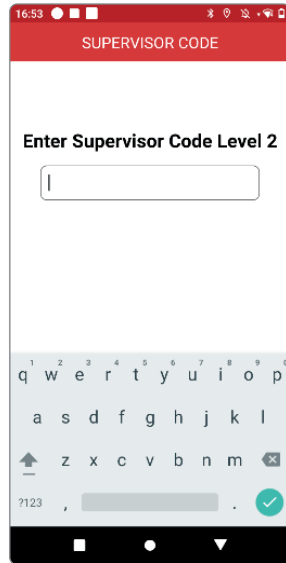 16:53
SUPERVISOR CODE
Enter Supervisor Code Level 2
1 2 3 4 5 6 7 8 9 0
q w e r t y u i o p
a s d f g h j k l
z x c v b n m
?123 , .